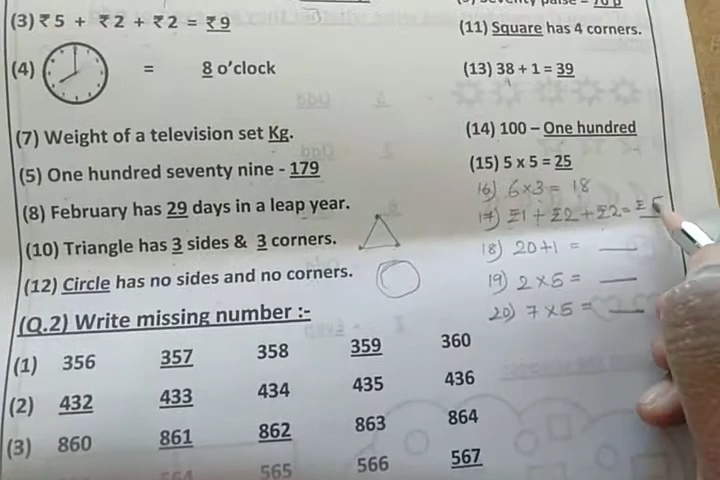 (3) ₹ 5 + ₹ 2 + ₹ 2 = ₹ 9
(4) = 8 o'clock
(7) Weight of a television set Kg.
(5) One hundred seventy nine - 179
(8) February has 29 days in a leap year.
(10) Triangle has 3 sides & 3 corners.
(12) Circle has no sides and no corners.
(11) Square has 4 corners.
(13) 38 + 1 = 39
(14) 100 – One hundred
(15) 5 x 5 = 25
16) 6×3 = 18
17) ₹1 + ₹2 + ₹2 = ₹ 5
18) 20+1 =
19) 2×5 =
20) 7×5 =
(Q.2) Write missing number :-
(1) 356 357 358 359 360
(2) 432 433 434 435 436
(3) 860 861 862 863 864
565 566 567